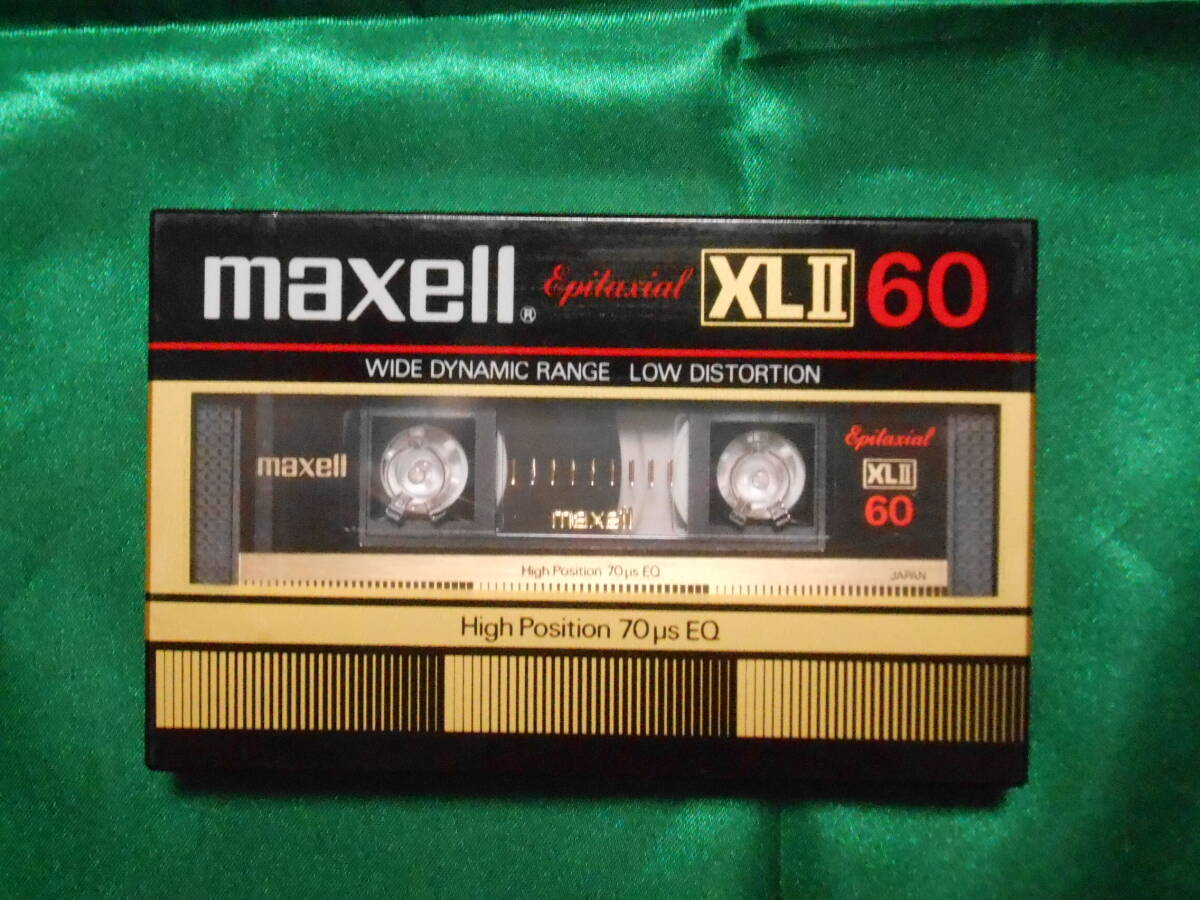 maxell® Epitaxial XLII 60
WIDE DYNAMIC RANGE LOW DISTORTION
maxell
Epitaxial
XLII
60
maxell
High Position 70µs EQ
JAPAN
High Position 70µs EQ